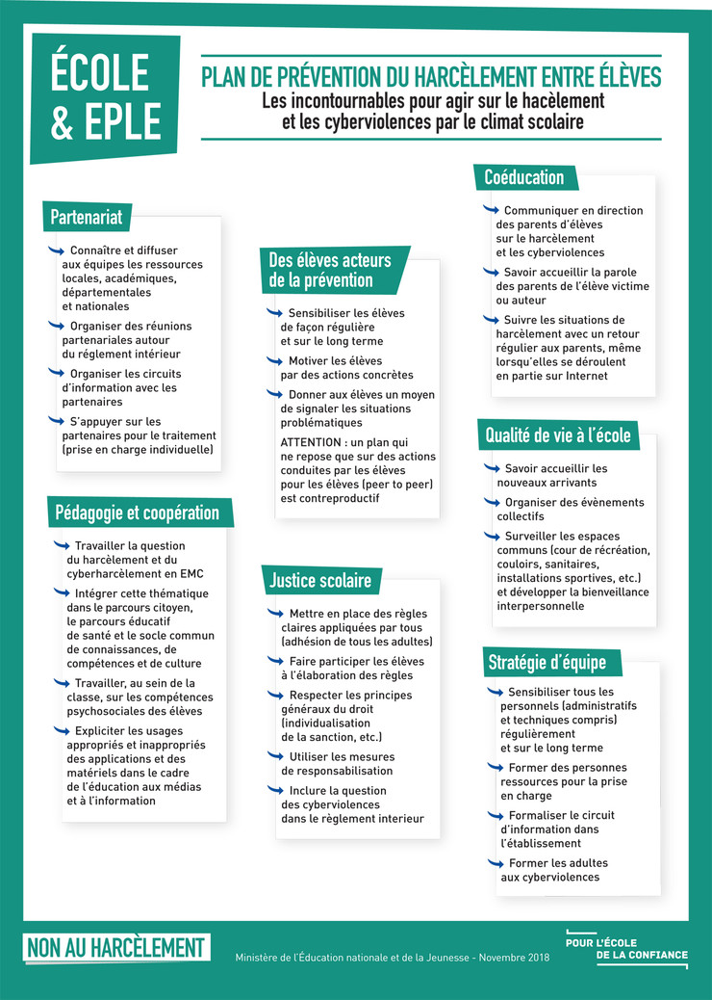 ÉCOLE
& EPLE
PLAN DE PRÉVENTION DU HARCÈLEMENT ENTRE ÉLÈVES
Les incontournables pour agir sur le hacèlement
et les cyberviolences par le climat scolaire
Partenariat
Connaître et diffuser
aux équipes les ressources
locales, académiques,
départementales
et nationales
Organiser des réunions
partenariales autour
du réglement intérieur
Organiser les circuits
d'information avec les
partenaires
S'appuyer sur les
partenaires pour le traitement
(prise en charge individuelle)
Pédagogie et coopération
Travailler la question
du harcèlement et du
cyberharcèlement en EMC
Intégrer cette thématique
dans le parcours citoyen,
le parcours éducatif
de santé et le socle commun
de connaissances, de
compétences et de culture
Travailler, au sein de la
classe, sur les compétences
psychosociales des élèves
Expliciter les usages
appropriés et inappropriés
des applications et des
matériels dans le cadre
de l'éducation aux médias
et à l'information
Des élèves acteurs
de la prévention
Sensibiliser les élèves
de façon régulière
et sur le long terme
Motiver les élèves
par des actions concrètes
Donner aux élèves un moyen
de signaler les situations
problématiques
ATTENTION : un plan qui
ne repose que sur des actions
conduites par les élèves
pour les élèves (peer to peer)
est contreproductif
Justice scolaire
Mettre en place des règles
claires appliquées par tous
(adhésion de tous les adultes)
Faire participer les élèves
à l'élaboration des règles
Respecter les principes
généraux du droit
(individualisation
de la sanction, etc.)
Utiliser les mesures
de responsabilisation
Inclure la question
des cyberviolences
dans le règlement interieur
Coéducation
Communiquer en direction
des parents d'élèves
sur le harcèlement
et les cyberviolences
Savoir accueillir la parole
des parents de l'élève victime
ou auteur
Suivre les situations de
harcèlement avec un retour
régulier aux parents, même
lorsqu'elles se déroulent
en partie sur Internet
Qualité de vie à l'école
Savoir accueillir les
nouveaux arrivants
Organiser des évènements
collectifs
Surveiller les espaces
communs (cour de récréation,
couloirs, sanitaires,
installations sportives, etc.)
et développer la bienveillance
interpersonnelle
Stratégie d'équipe
Sensibiliser tous les
personnels (administratifs
et techniques compris)
régulièrement
et sur le long terme
Former des personnes
ressources pour la prise
en charge
Formaliser le circuit
d'information dans
l'établissement
Former les adultes
aux cyberviolences
NON AU HARCÈLEMENT
Ministère de l'Éducation nationale et de la Jeunesse - Novembre 2018
POUR L'ÉCOLE
DE LA CONFIANCE